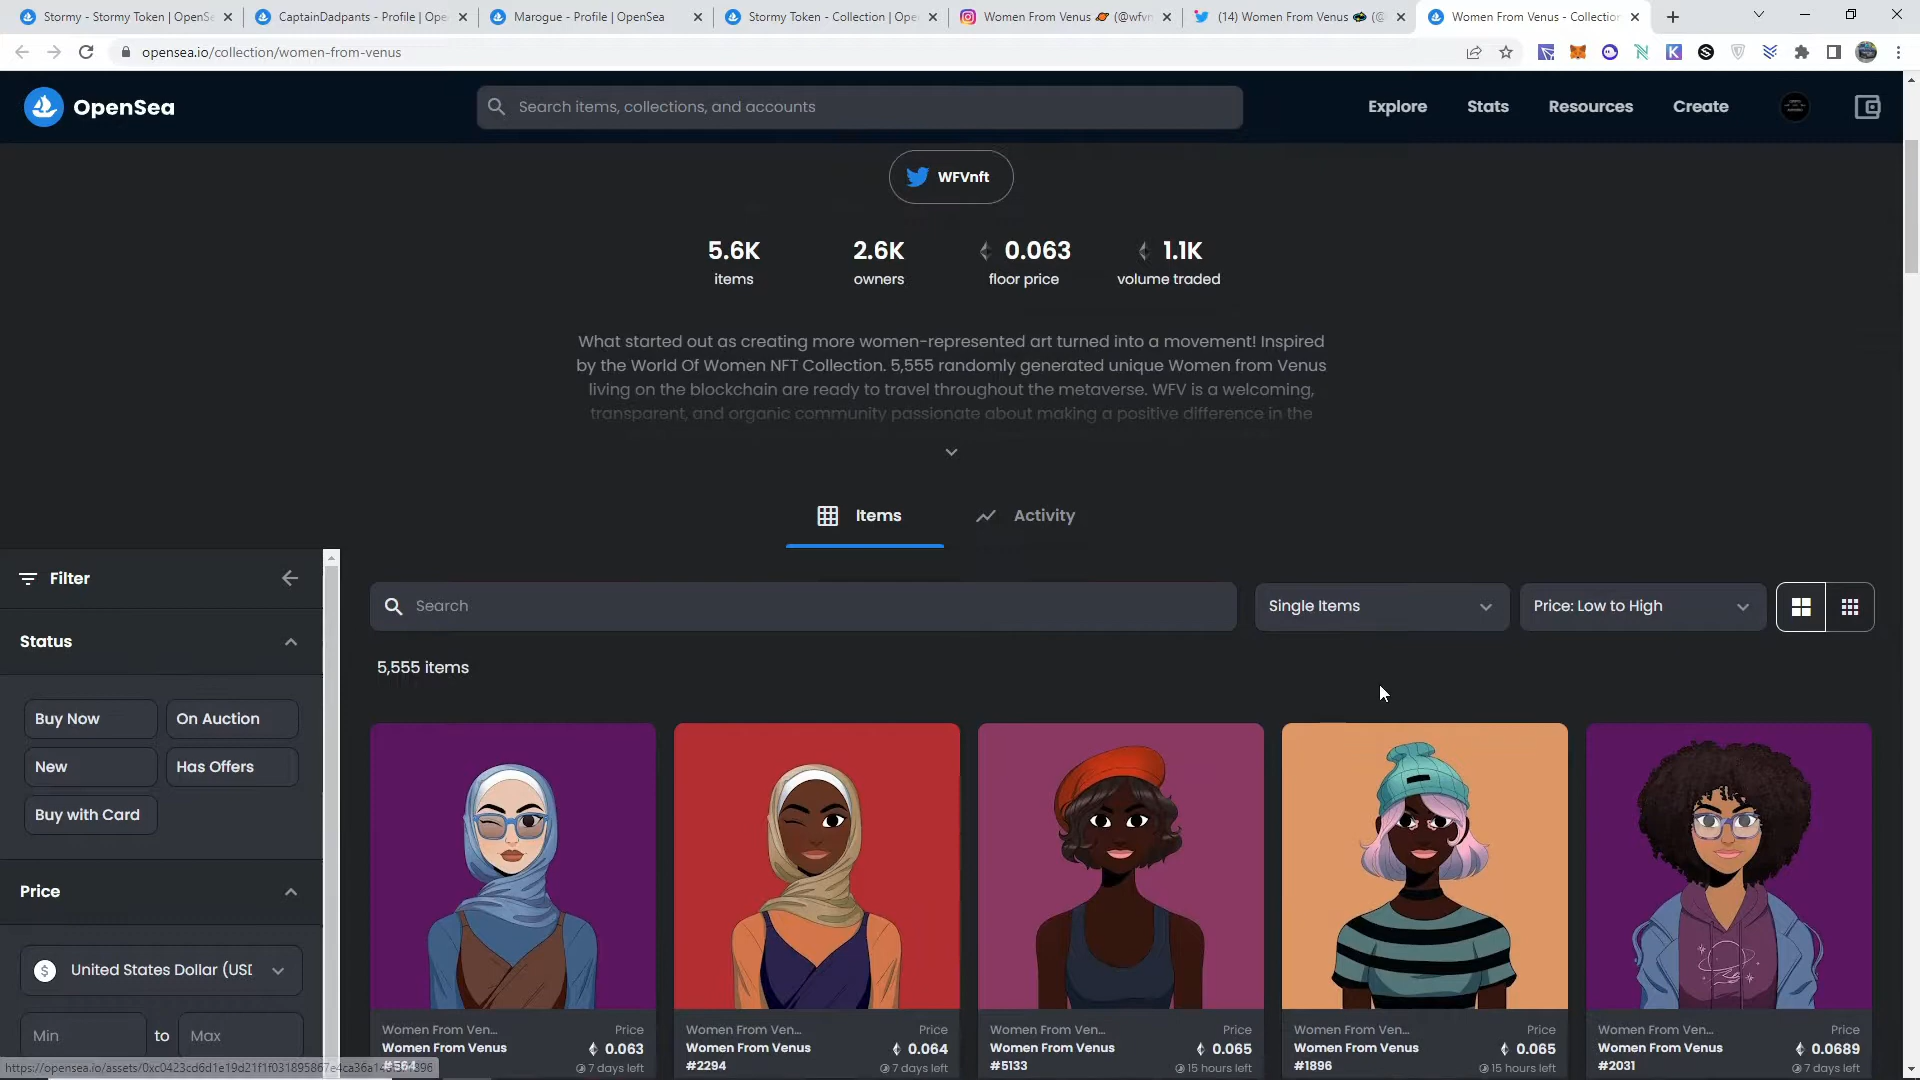 Stormy - Stormy Token | OpenSe
CaptainDadpants - Profile | Ope
Marogue - Profile | OpenSea
Stormy Token - Collection | Ope
Women From Venus 🪐 (@wfvn
(14) Women From Venus (@
Women From Venus - Collection
opensea.io/collection/women-from-venus
OpenSea
Search items, collections, and accounts
Explore
Stats
Resources
Create
WFVnft
5.6K
2.6K
0.063
1.1K
items
owners
floor price
volume traded
What started out as creating more women-represented art turned into a movement! Inspired
by the World Of Women NFT Collection. 5,555 randomly generated unique Women from Venus
living on the blockchain are ready to travel throughout the metaverse. WFV is a welcoming,
transparent, and organic community passionate about making a positive difference in the
Items
Activity
Filter
Search
Single Items
Price: Low to High
Status
5,555 items
Buy Now
On Auction
New
Has Offers
Buy with Card
Price
$ United States Dollar (USD
Min to Max
Women From Ven... Price
Women From Venus 0.063
#564 7 days left
Women From Ven... Price
Women From Venus 0.064
#2294 7 days left
Women From Ven... Price
Women From Venus 0.065
#5133 15 hours left
Women From Ven... Price
Women From Venus 0.065
#1896 15 hours left
Women From Ven... Price
Women From Venus 0.0689
#2031 7 days left